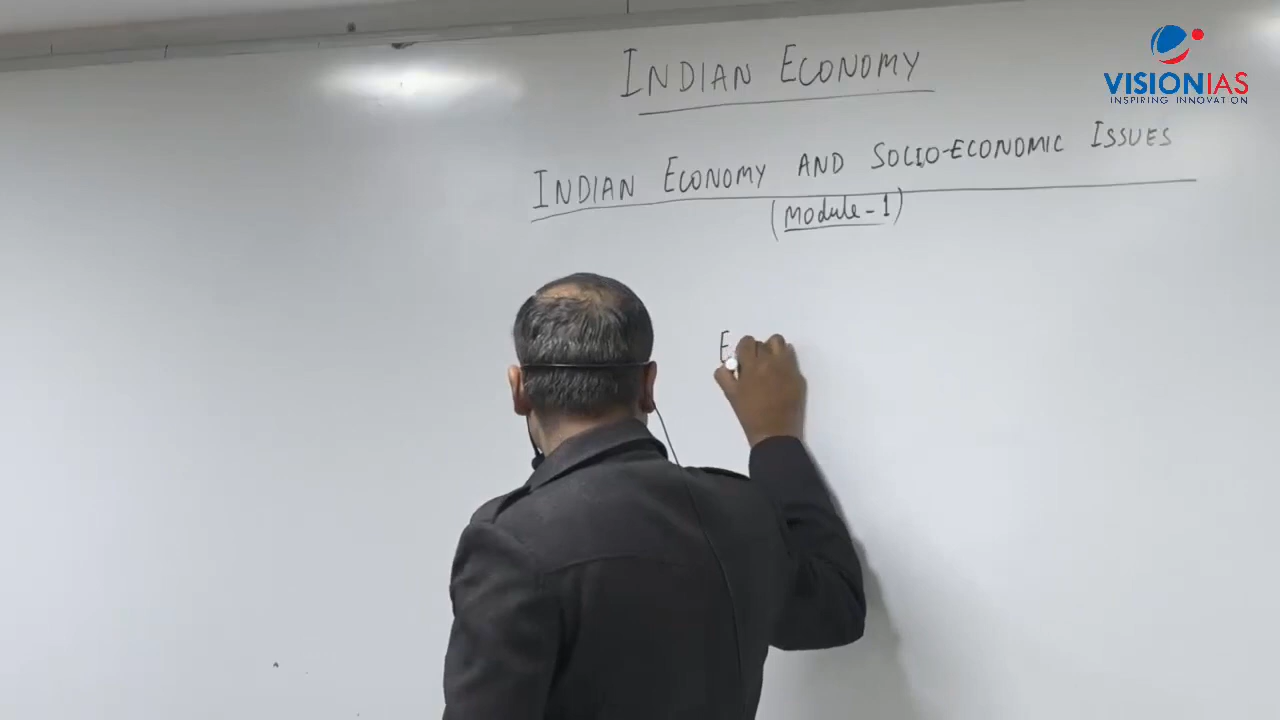 INDIAN ECONOMY
VISIONIAS
INSPIRING INNOVATION
INDIAN ECONOMY AND SOCIO-ECONOMIC ISSUES
(Module-1)
E